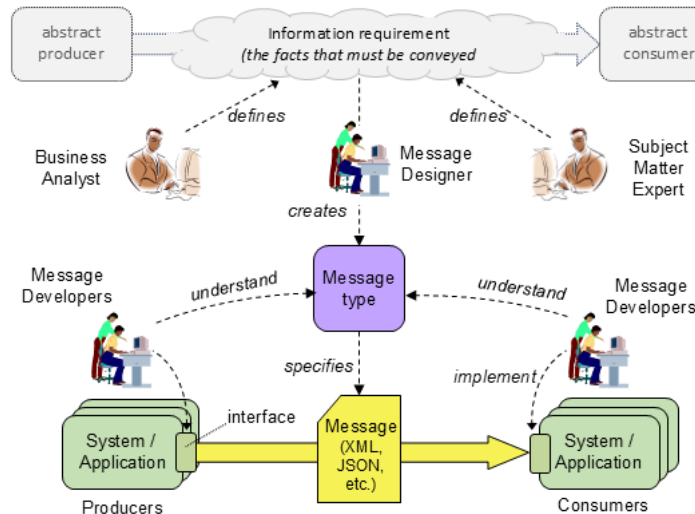 abstract
producer
Information requirement
(the facts that must be conveyed
abstract
consumer
defines
defines
Business
Analyst
Message
Designer
Subject
Matter
Expert
creates
Message
Developers
understand
Message
type
understand
Message
Developers
specifies
implement
interface
System /
Application
Message
(XML,
JSON,
etc.)
System /
Application
Producers
Consumers